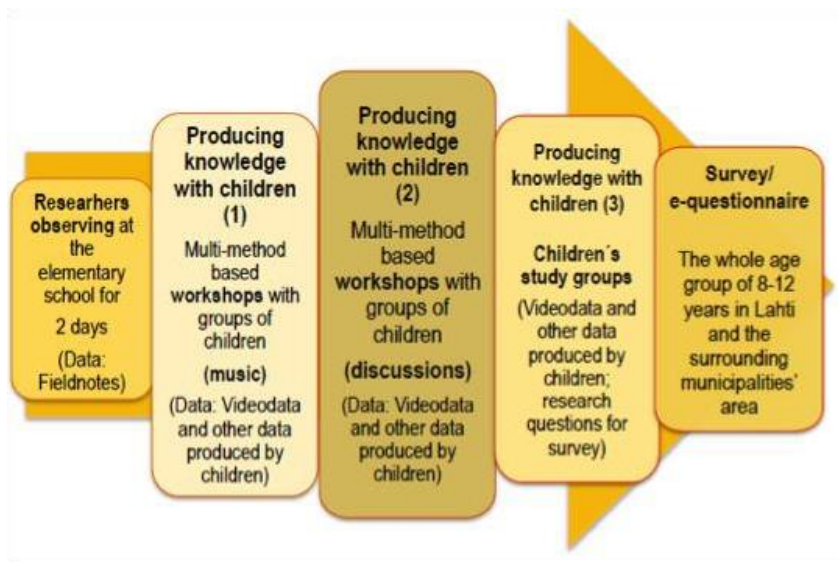 Researhers
observing at
the
elementary
school for
2 days
(Data:
Fieldnotes)
Producing
knowledge
with children
(1)
Multi-method
based
workshops with
groups of
children
(music)
(Data: Videodata
and other data
produced by
children)
Producing
knowledge
with children
(2)
Multi-method
based
workshops with
groups of
children
(discussions)
(Data: Videodata
and other data
produced by
children)
Producing
knowledge with
children (3)
Children´s
study groups
(Videodata and
other data
produced by
children;
research
questions for
survey)
Survey/
e-questionnaire
The whole age
group of 8-12
years in Lahti
and the
surrounding
municipalities'
area